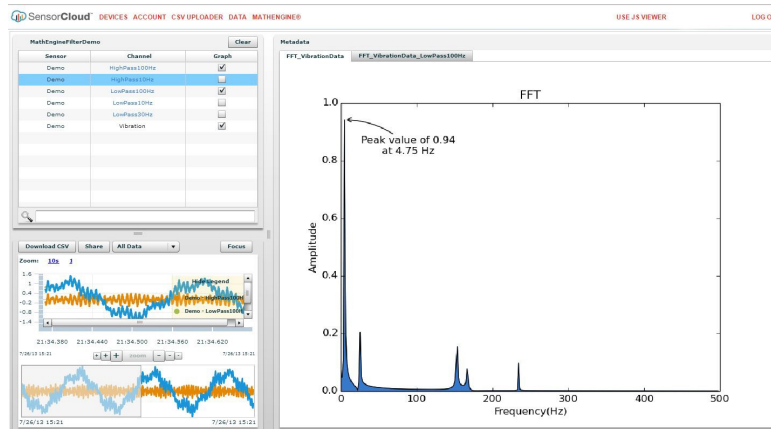 SensorCloud™ DEVICES ACCOUNT CSV UPLOADER DATA MATHENGINE®
USE JS VIEWER
MathEngineFilterDemo Clear
Sensor Channel Graph
Demo HighPass100Hz
Demo HighPass10Hz
Demo LowPass100Hz
Demo LowPass10Hz
Demo LowPass30Hz
Demo Vibration
Download CSV Share All Data Focus
Zoom: 10s 1
1.6
1
0.4
-0.2
-0.8
-1.4
Hide Legend
Demo - HighPass100H
Demo - LowPass100H
21:34.380 21:34.440 21:34.500 21:34.560 21:34.620
7/26/13 15:21 + + + - - - 7/26/13 15:21
7/26/13 15:21 7/26/13 15:21
Metadata
FFT_VibrationData FFT_VibrationData_LowPass100Hz
FFT
Peak value of 0.94
at 4.75 Hz
Amplitude
1.0
0.8
0.6
0.4
0.2
0.0
0 100 200 300 400 500
Frequency(Hz)